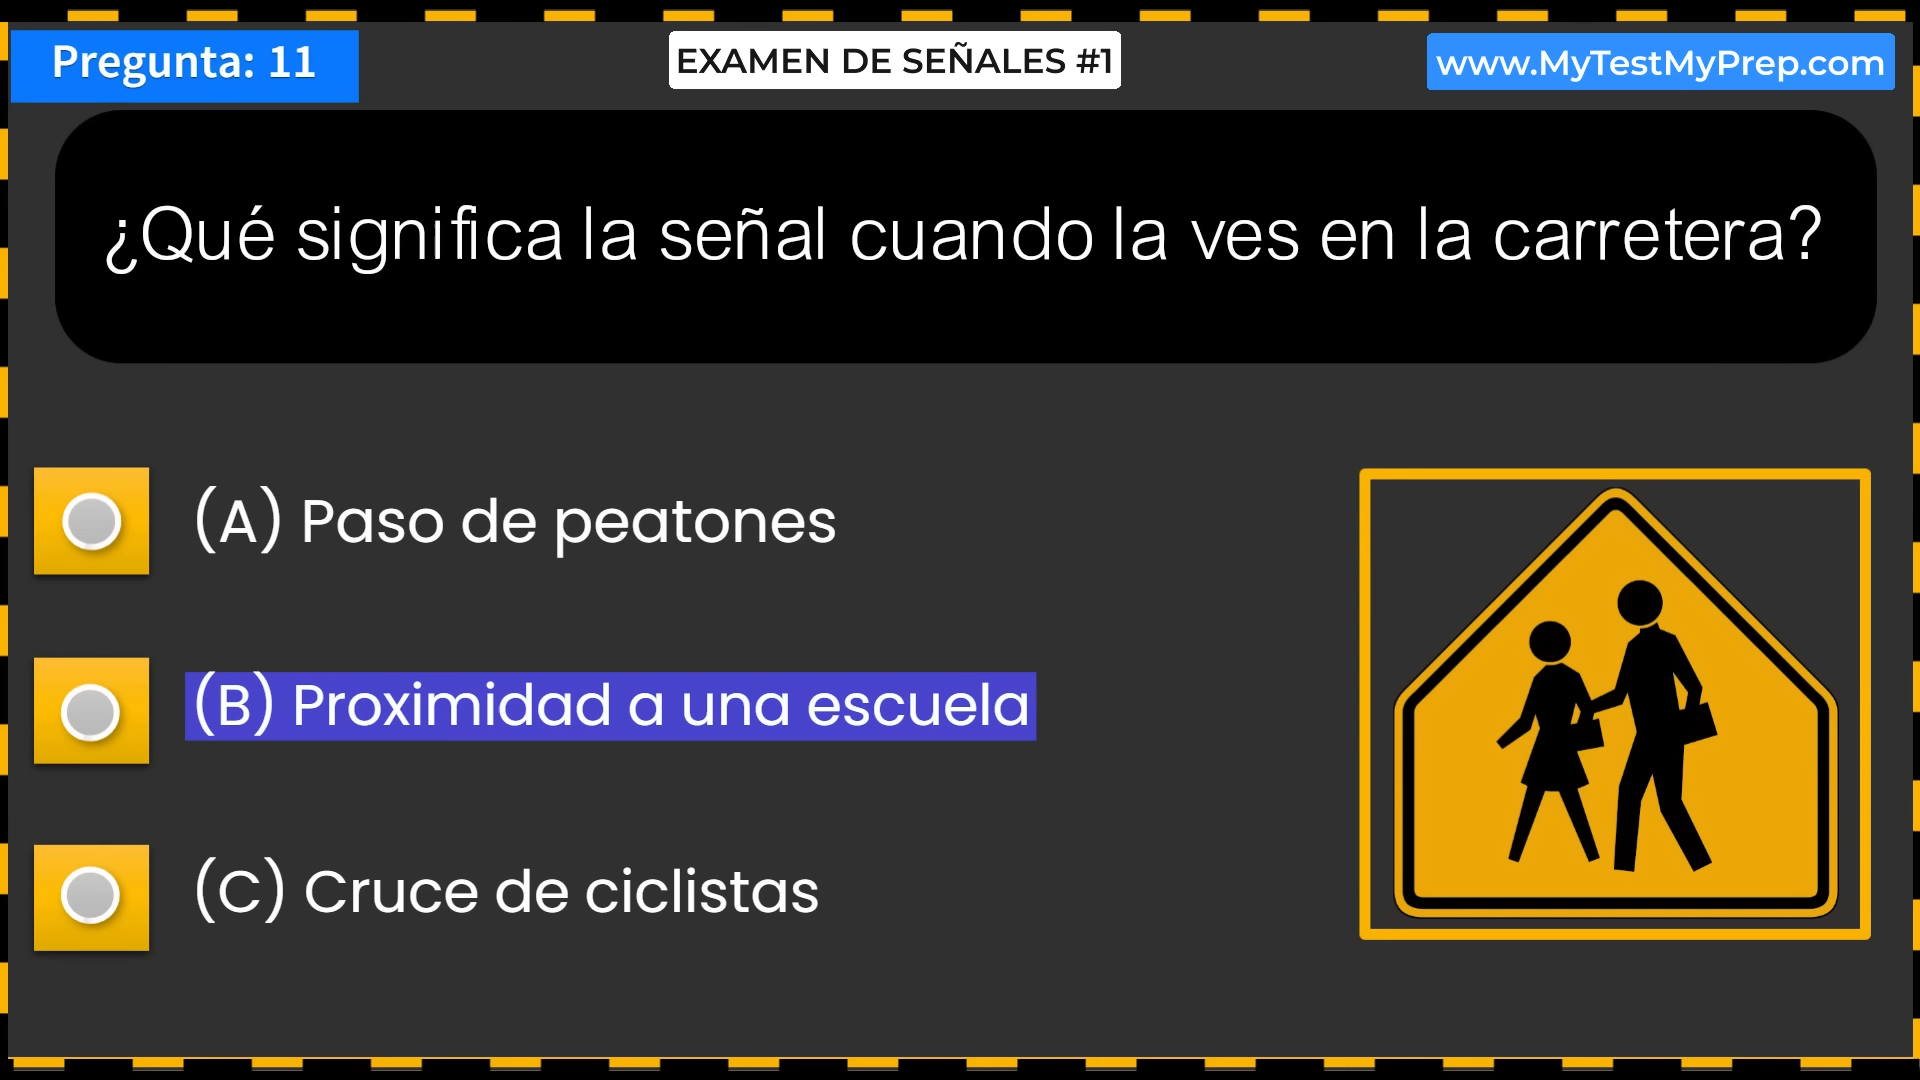 Pregunta: 11
EXAMEN DE SEÑALES #1
www.MyTestMyPrep.com
¿Qué significa la señal cuando la ves en la carretera?
(A) Paso de peatones
(B) Proximidad a una escuela
(C) Cruce de ciclistas